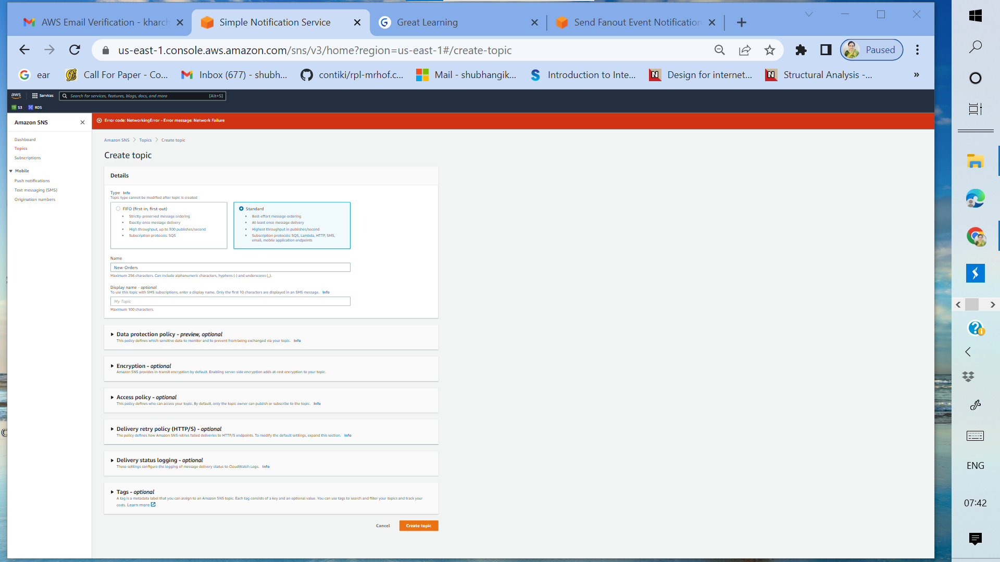 AWS Email Verification - kharch
Simple Notification Service
Great Learning
Send Fanout Event Notification
us-east-1.console.aws.amazon.com/sns/v3/home?region=us-east-1#/create-topic
Paused
ear
Call For Paper - Co...
Inbox (677) - shubh...
contiki/rpl-mrhof.c...
Mail - shubhangik...
Introduction to Inte...
Design for internet...
Structural Analysis -...
»
aws
Services
Search for services, features, blogs, docs, and more
[Alt+S]
S3
RDS
Amazon SNS
Error code: NetworkingError - Error message: Network Failure
Dashboard
Topics
Subscriptions
Mobile
Push notifications
Text messaging (SMS)
Origination numbers
Amazon SNS > Topics > Create topic
Create topic
Details
Type Info
Topic type cannot be modified after topic is created
FIFO (first-in, first-out)
• Strictly-preserved message ordering
• Exactly-once message delivery
• High throughput, up to 300 publishes/second
• Subscription protocols: SQS
Standard
• Best-effort message ordering
• At-least once message delivery
• Highest throughput in publishes/second
• Subscription protocols: SQS, Lambda, HTTP, SMS,
email, mobile application endpoints
Name
New-Orders
Maximum 256 characters. Can include alphanumeric characters, hyphens (-) and underscores (_).
Display name - optional
To use this topic with SMS subscriptions, enter a display name. Only the first 10 characters are displayed in an SMS message. Info
My Topic
Maximum 100 characters.
Data protection policy - preview, optional
This policy defines which sensitive data to monitor and to prevent from being exchanged via your topic. Info
Encryption - optional
Amazon SNS provides in-transit encryption by default. Enabling server-side encryption adds at-rest encryption to your topic.
Access policy - optional
This policy defines who can access your topic. By default, only the topic owner can publish or subscribe to the topic. Info
Delivery retry policy (HTTP/S) - optional
The policy defines how Amazon SNS retries failed deliveries to HTTP/S endpoints. To modify the default settings, expand this section. Info
Delivery status logging - optional
These settings configure the logging of message delivery status to CloudWatch Logs. Info
Tags - optional
A tag is a metadata label that you can assign to an Amazon SNS topic. Each tag consists of a key and an optional value. You can use tags to search and filter your topics and track your
costs. Learn more
Cancel
Create topic
ENG
07:42